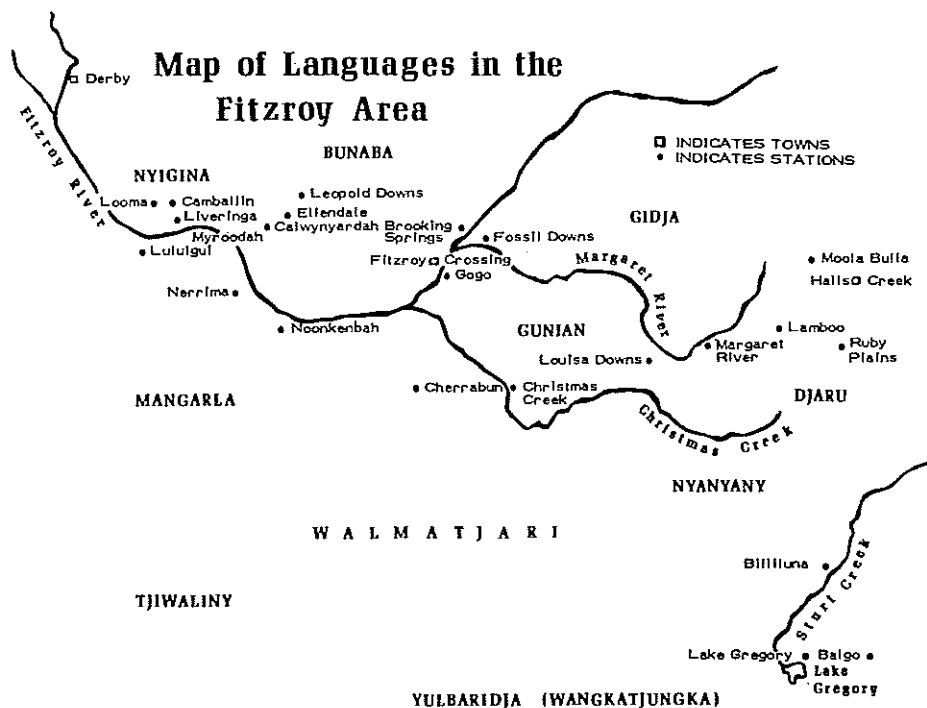 Map of Languages in the
Fitzroy Area
Derby
Fitzroy River
BUNABA
INDICATES TOWNS
INDICATES STATIONS
NYIGINA
Looma
Camballin
Leopold Downs
Liveringa
Ellendale
Myroodah
Calwynyardah
Brooking
Springs
GIDJA
Fossil Downs
Luluigui
Fitzroy Crossing
Gogo
Margaret River
Moola Bulla
Halls Creek
Nerrima
Noonkenbah
GUNIAN
Lamboo
Margaret
River
Ruby
Plains
Louisa Downs
Cherrabun
Christmas
Creek
MANGARLA
DJARU
Christmas Creek
NYANYANY
WALMATJARI
Billiluna
Sturt Creek
TJIWALINY
Lake Gregory
Balgo
Lake
Gregory
YULBARIDJA (WANGKATJUNGKA)